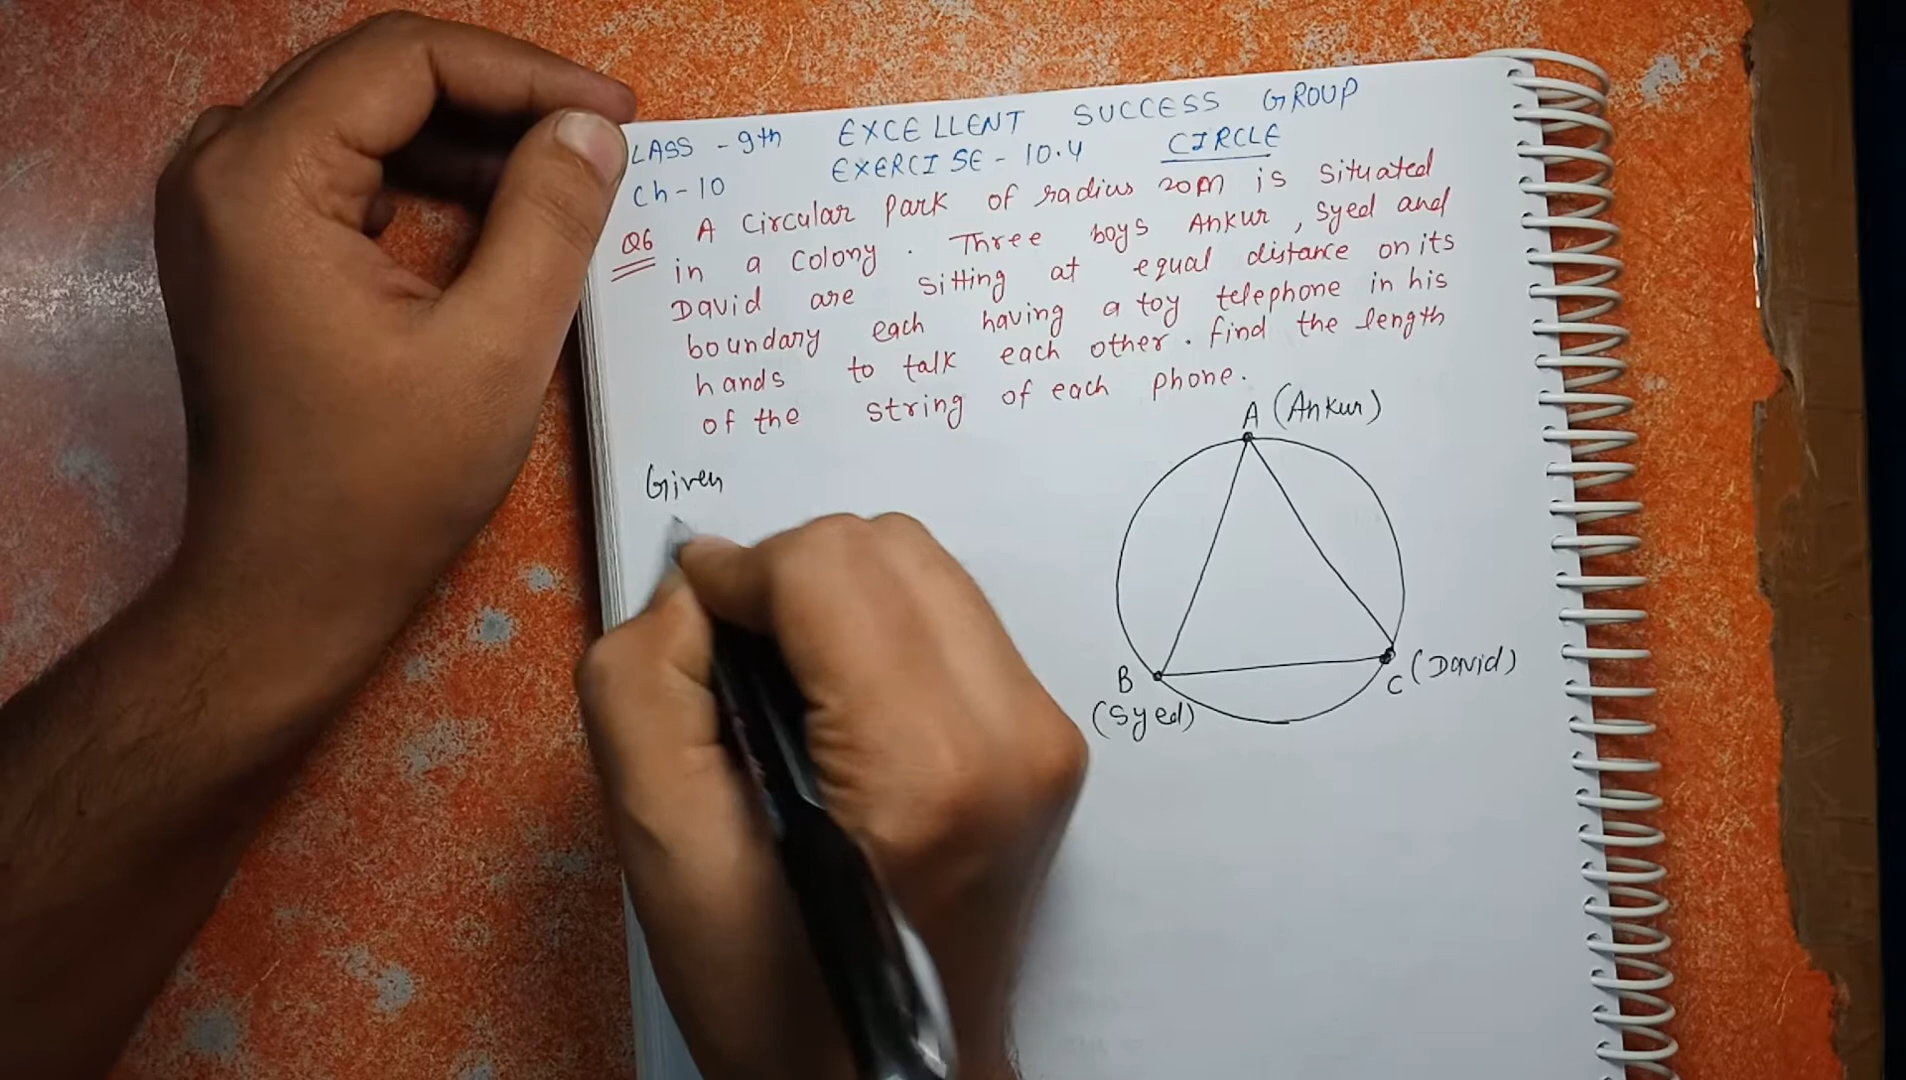 LASS - 9th EXCELLENT SUCCESS GROUP
Ch - 10 EXERCISE - 10.4 CIRCLE
Q6 A Circular Park of radius 20m is situated
in a Colony. Three boys Ankur, Syed and
David are sitting at equal distance on its
boundary each having a toy telephone in his
hands to talk each other. find the length
of the string of each phone.
A (Ankur)
Given
B
C (David)
(Syed)